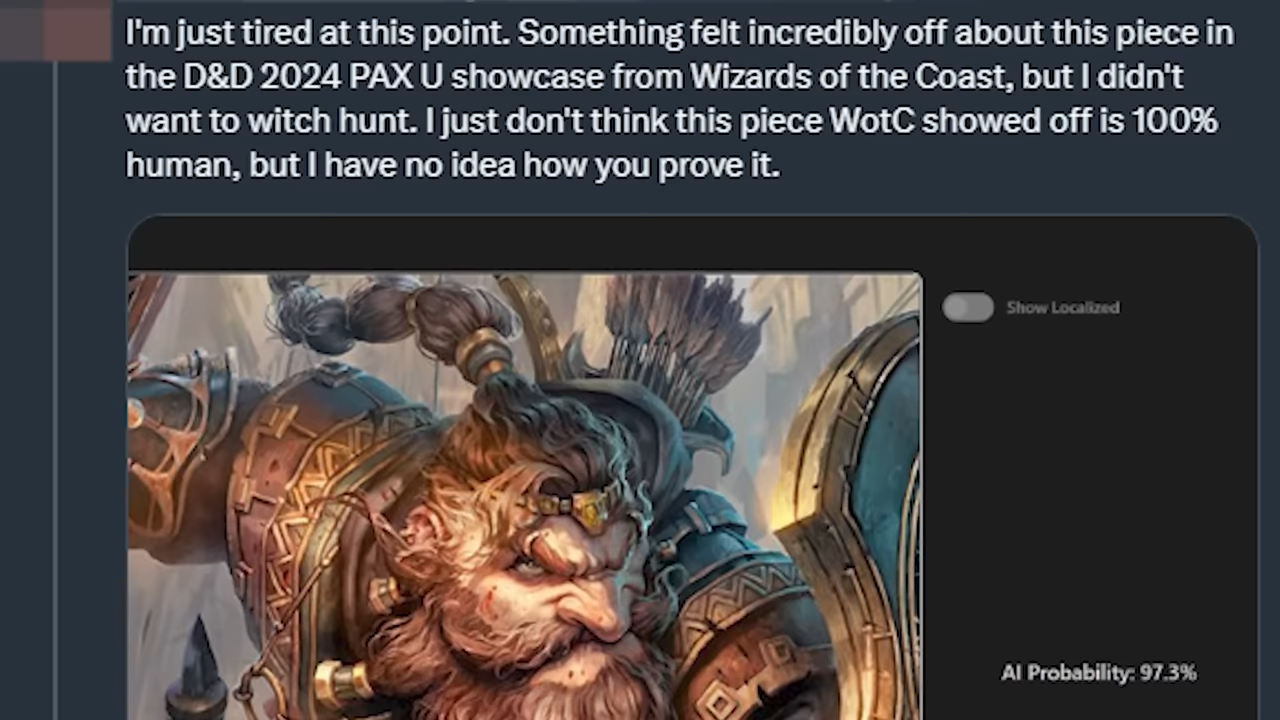 I'm just tired at this point. Something felt incredibly off about this piece in
the D&D 2024 PAX U showcase from Wizards of the Coast, but I didn't
want to witch hunt. I just don't think this piece WotC showed off is 100%
human, but I have no idea how you prove it.
Show Localized
AI Probability: 97.3%